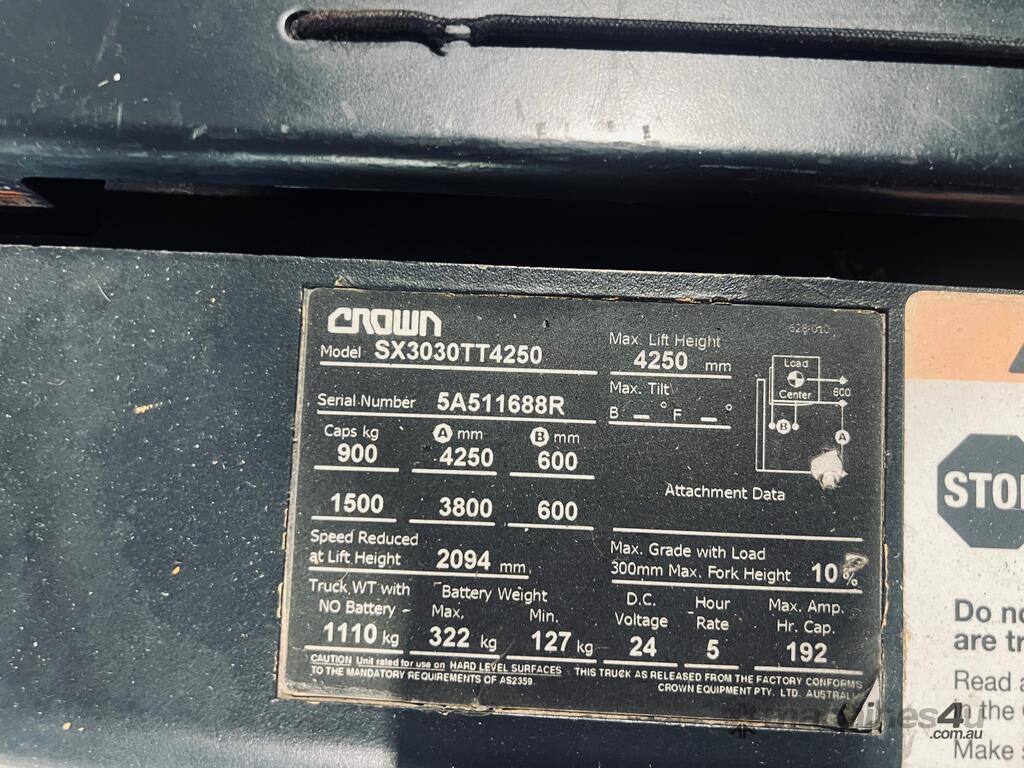 CROWN
Model SX3030TT4250
Serial Number 5A511688R
Caps kg A mm B mm
900 4250 600
1500 3800 600
Speed Reduced
at Lift Height 2094 mm
Truck WT with
NO Battery -
1110 kg
Battery Weight
Max. Min.
322 kg 127 kg
628-010
Max. Lift Height
4250 mm
Max. Tilt
B _ ° F _ °
Load
Center
600
B
A
Attachment Data
Max. Grade with Load
300mm Max. Fork Height 10 %
D.C.
Voltage
24
Hour
Rate
5
Max. Amp.
Hr. Cap.
192
CAUTION Unit rated for use on HARD LEVEL SURFACES THIS TRUCK AS RELEASED FROM THE FACTORY CONFORMS
TO THE MANDATORY REQUIREMENTS OF AS2359. CROWN EQUIPMENT PTY. LTD. AUSTRALIA
STO
Do no
are tr
Read a
in the
Make s
machines4u
.com.au